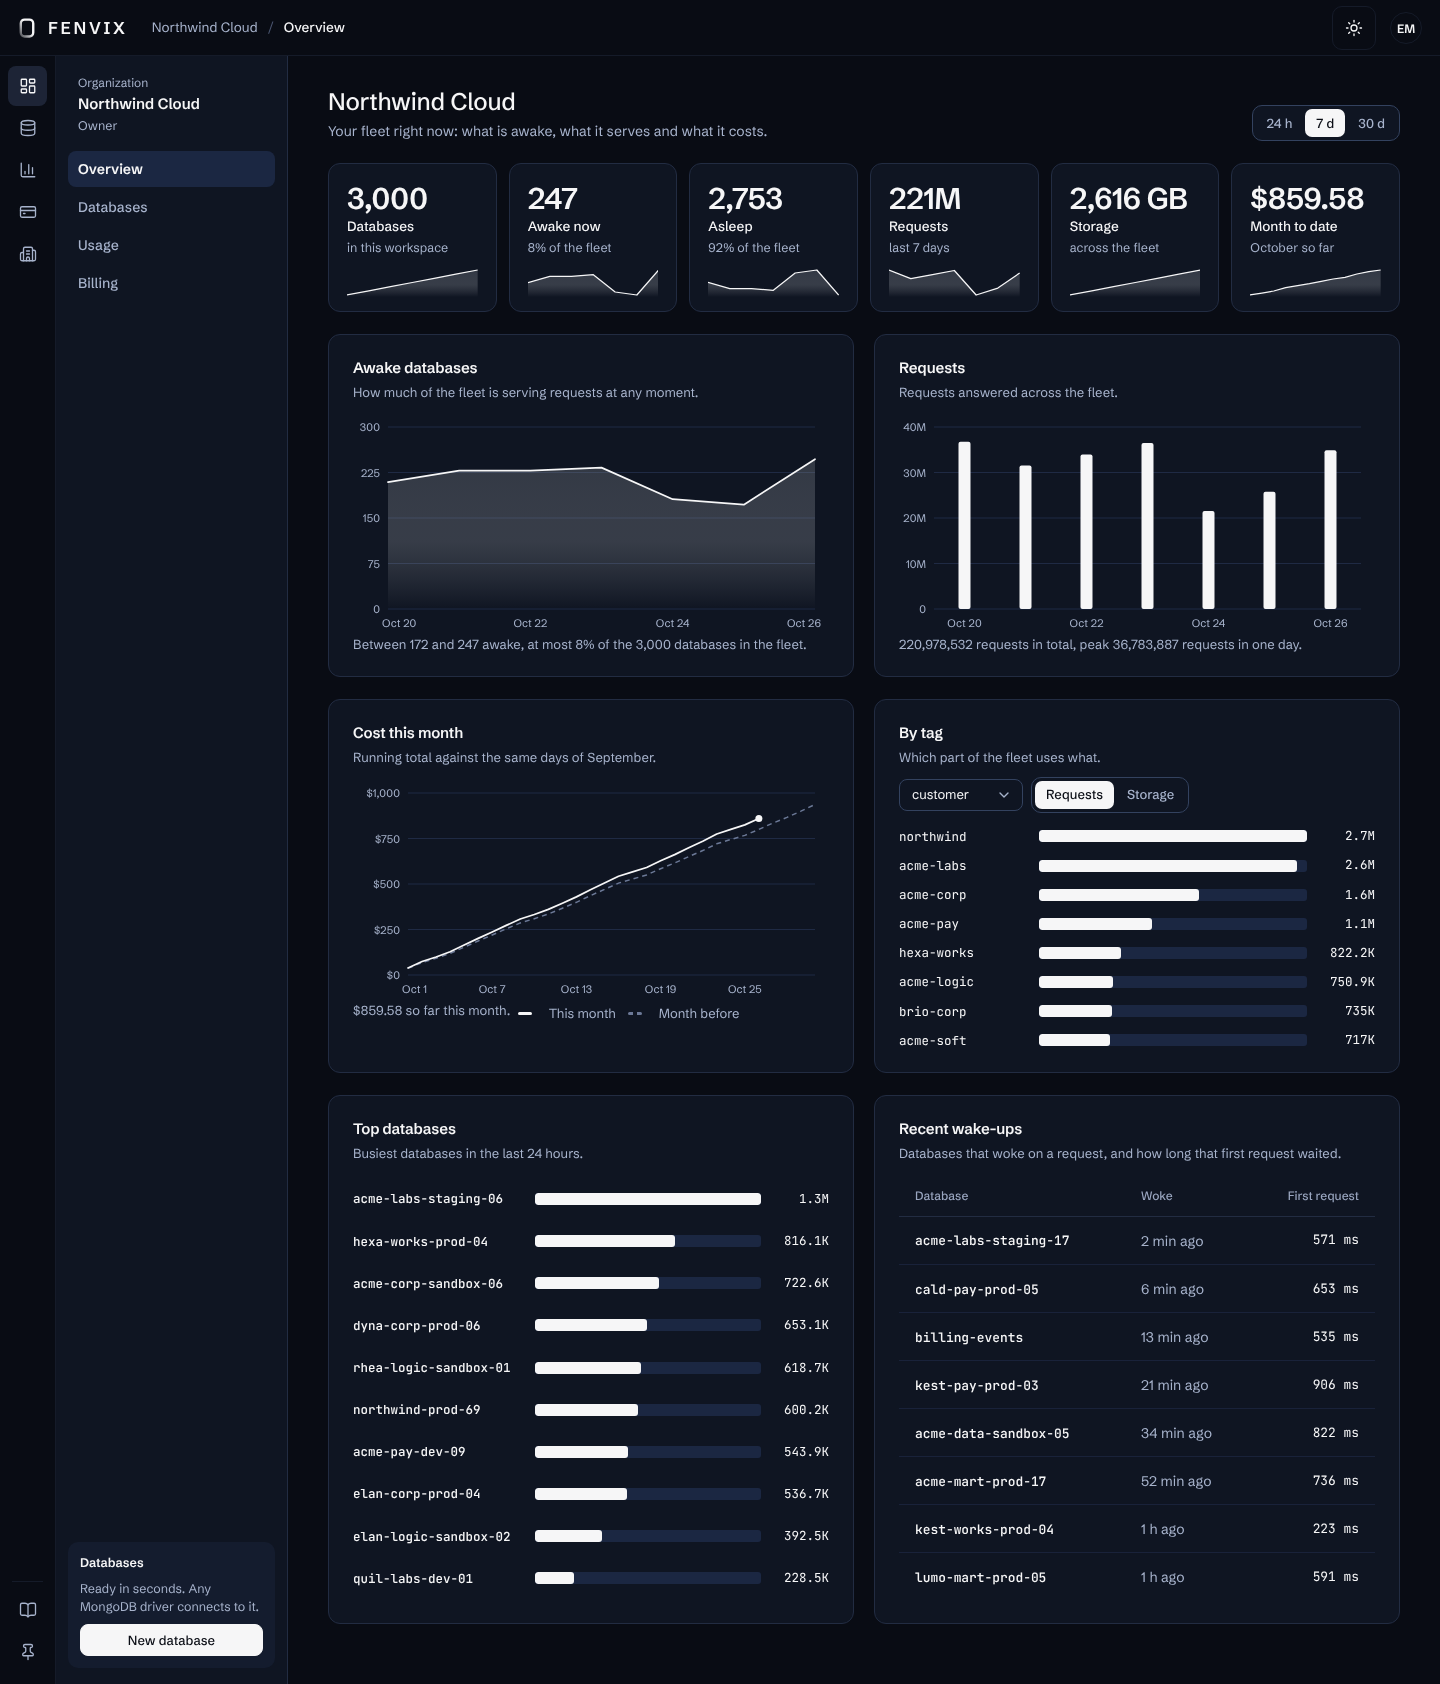 FENVIX
Northwind Cloud / Overview
EM
Organization
Northwind Cloud
Owner
Overview
Databases
Usage
Billing
Databases
Ready in seconds. Any
MongoDB driver connects to it.
New database
Northwind Cloud
Your fleet right now: what is awake, what it serves and what it costs.
24 h 7 d 30 d
3,000
Databases
in this workspace
247
Awake now
8% of the fleet
2,753
Asleep
92% of the fleet
221M
Requests
last 7 days
2,616 GB
Storage
across the fleet
$859.58
Month to date
October so far
Awake databases
How much of the fleet is serving requests at any moment.
300
225
150
75
0
Oct 20 Oct 22 Oct 24 Oct 26
Between 172 and 247 awake, at most 8% of the 3,000 databases in the fleet.
Requests
Requests answered across the fleet.
40M
30M
20M
10M
0
Oct 20 Oct 22 Oct 24 Oct 26
220,978,532 requests in total, peak 36,783,887 requests in one day.
Cost this month
Running total against the same days of September.
$1,000
$750
$500
$250
$0
Oct 1 Oct 7 Oct 13 Oct 19 Oct 25
$859.58 so far this month. This month Month before
By tag
Which part of the fleet uses what.
customer Requests Storage
northwind 2.7M
acme-labs 2.6M
acme-corp 1.6M
acme-pay 1.1M
hexa-works 822.2K
acme-logic 750.9K
brio-corp 735K
acme-soft 717K
Top databases
Busiest databases in the last 24 hours.
acme-labs-staging-06 1.3M
hexa-works-prod-04 816.1K
acme-corp-sandbox-06 722.6K
dyna-corp-prod-06 653.1K
rhea-logic-sandbox-01 618.7K
northwind-prod-69 600.2K
acme-pay-dev-09 543.9K
elan-corp-prod-04 536.7K
elan-logic-sandbox-02 392.5K
quil-labs-dev-01 228.5K
Recent wake-ups
Databases that woke on a request, and how long that first request waited.
Database Woke First request
acme-labs-staging-17 2 min ago 571 ms
cald-pay-prod-05 6 min ago 653 ms
billing-events 13 min ago 535 ms
kest-pay-prod-03 21 min ago 906 ms
acme-data-sandbox-05 34 min ago 822 ms
acme-mart-prod-17 52 min ago 736 ms
kest-works-prod-04 1 h ago 223 ms
lumo-mart-prod-05 1 h ago 591 ms